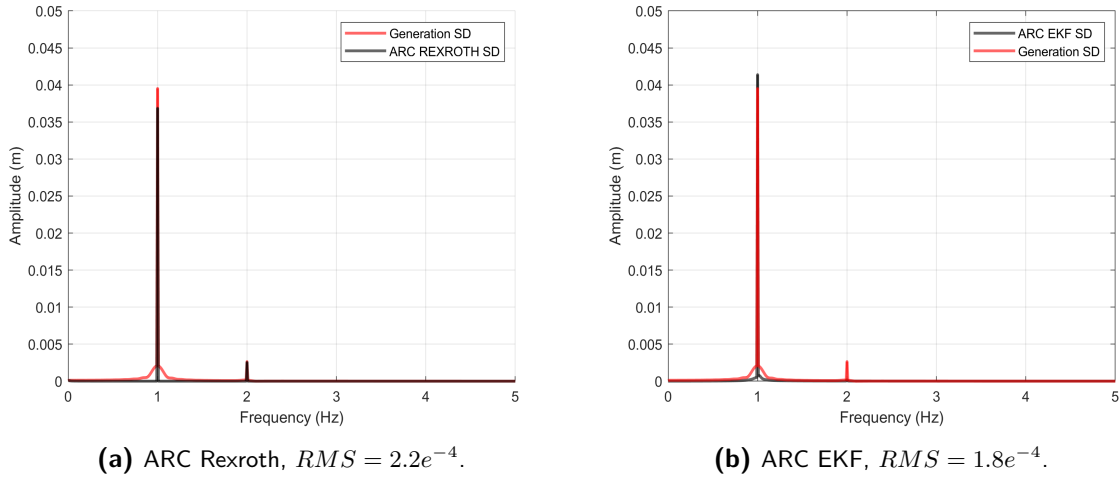 0.05
0.045
0.04
0.035
0.03
0.025
0.02
0.015
0.01
0.005
0
Amplitude (m)
Generation SD
ARC REXROTH SD
0 1 2 3 4 5
Frequency (Hz)
(a) ARC Rexroth, RMS = 2.2e⁻⁴.
0.05
0.045
0.04
0.035
0.03
0.025
0.02
0.015
0.01
0.005
0
Amplitude (m)
ARC EKF SD
Generation SD
0 1 2 3 4 5
Frequency (Hz)
(b) ARC EKF, RMS = 1.8e⁻⁴.